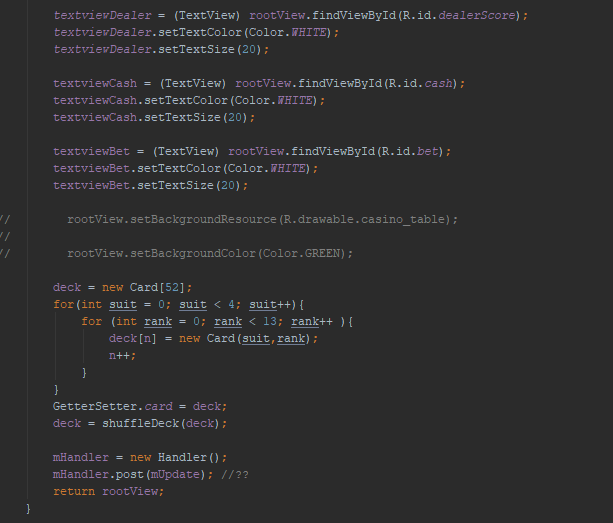 textviewDealer = (TextView) rootView.findViewById(R.id.dealerScore);
textviewDealer.setTextColor(Color.WHITE);
textviewDealer.setTextSize(20);
textviewCash = (TextView) rootView.findViewById(R.id.cash);
textviewCash.setTextColor(Color.WHITE);
textviewCash.setTextSize(20);
textviewBet = (TextView) rootView.findViewById(R.id.bet);
textviewBet.setTextColor(Color.WHITE);
textviewBet.setTextSize(20);
// rootView.setBackgroundResource(R.drawable.casino_table);
//
// rootView.setBackgroundColor(Color.GREEN);
deck = new Card[52];
for(int suit = 0; suit < 4; suit++){
for (int rank = 0; rank < 13; rank++ ){
deck[n] = new Card(suit,rank);
n++;
}
}
GetterSetter.card = deck;
deck = shuffleDeck(deck);
mHandler = new Handler();
mHandler.post(mUpdate); //??
return rootView;
}